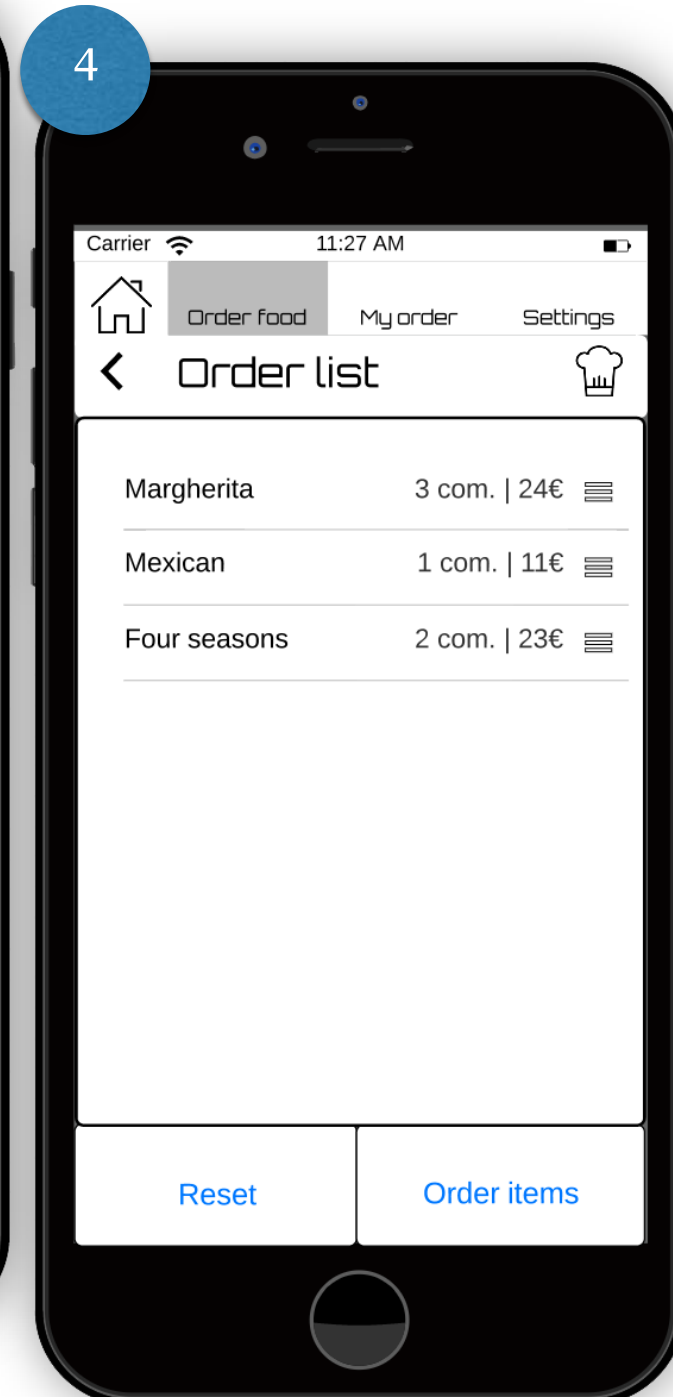 4
Carrier 11:27 AM
Order food My order Settings
Order list
Margherita 3 com. | 24€
Mexican 1 com. | 11€
Four seasons 2 com. | 23€
Reset Order items